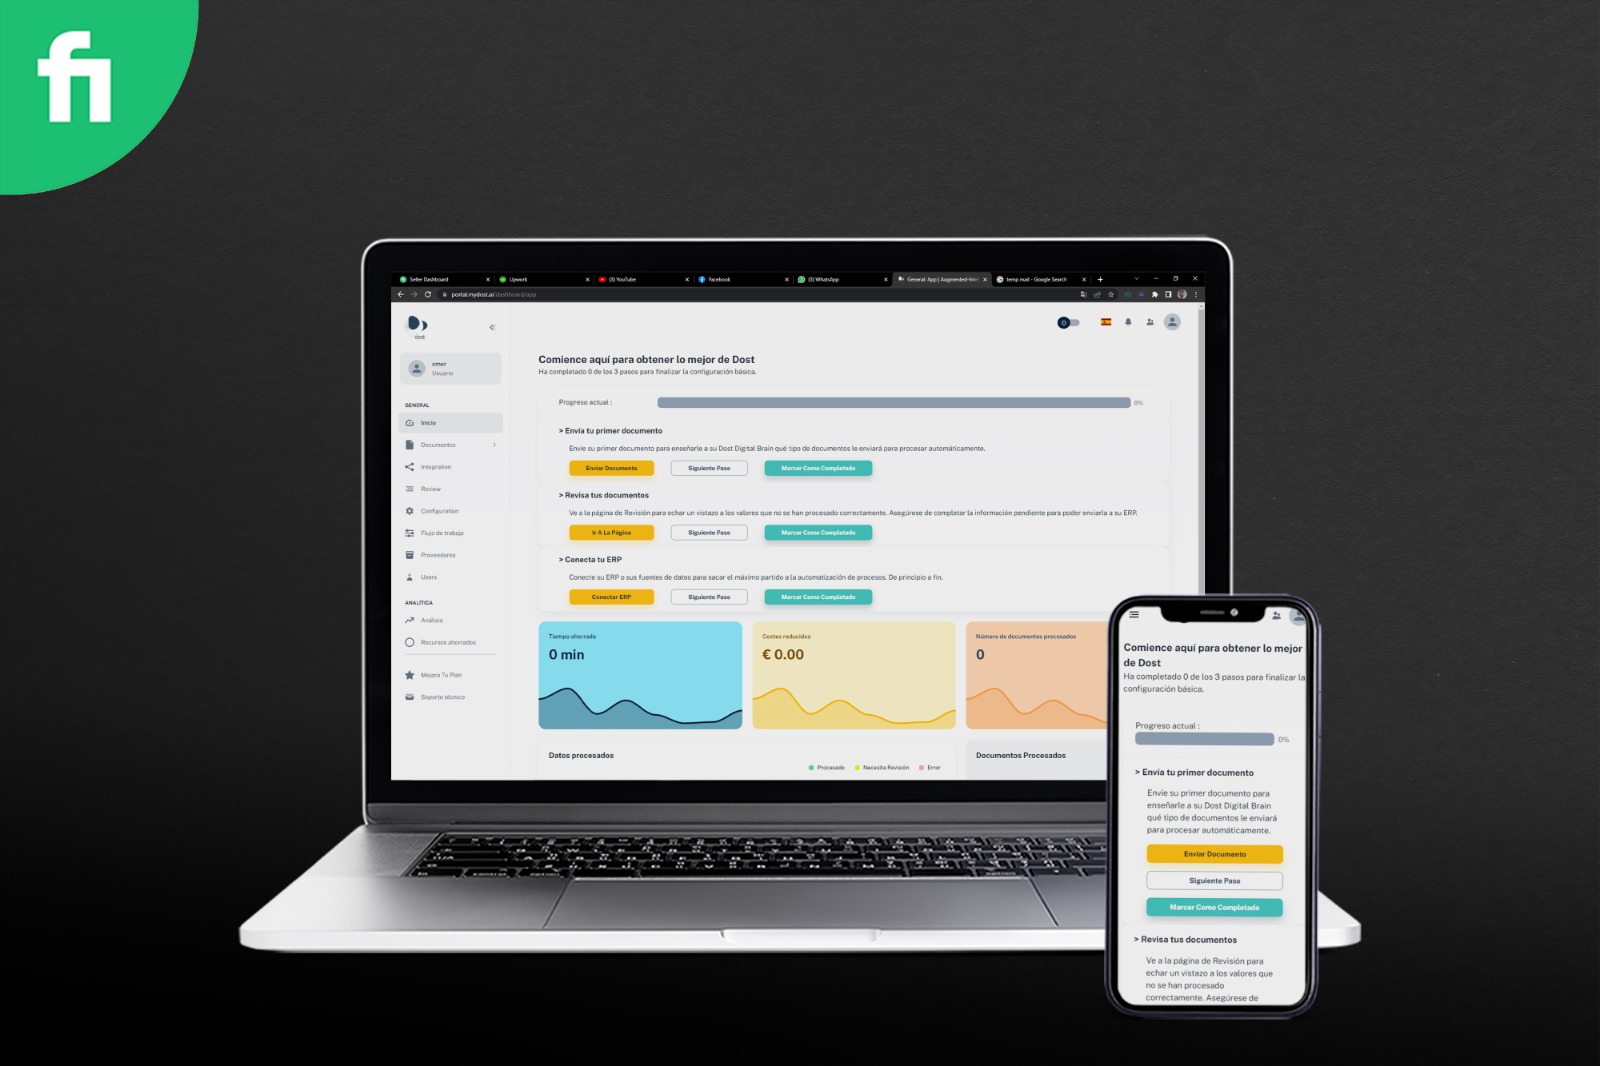 fi
Seller Dashboard
Upwork
(3) YouTube
Facebook
(3) WhatsApp
General: App | Augmented-Inte
temp mail - Google Search
portal.mydost.ai/dashboard/app
dost
omer
Usuario
GENERAL
Inicio
Documentos
Integration
Review
Configuration
Flujo de trabajo
Proveedores
Users
ANALÍTICA
Análisis
Recursos ahorrados
Mejora Tu Plan
Soporte técnico
Comience aquí para obtener lo mejor de Dost
Ha completado 0 de los 3 pasos para finalizar la configuración básica.
Progreso actual :
0%
> Envía tu primer documento
Envíe su primer documento para enseñarle a su Dost Digital Brain qué tipo de documentos le enviará para procesar automáticamente.
Enviar Documento
Siguiente Paso
Marcar Como Completado
> Revisa tus documentos
Ve a la página de Revisión para echar un vistazo a los valores que no se han procesado correctamente. Asegúrese de completar la información pendiente para poder enviarla a su ERP.
Ir A La Página
Siguiente Paso
Marcar Como Completado
> Conecta tu ERP
Conecte su ERP o sus fuentes de datos para sacar el máximo partido a la automatización de procesos. De principio a fin.
Conectar ERP
Siguiente Paso
Marcar Como Completado
Tiempo ahorrado
0 min
Costes reducidos
€ 0.00
Número de documentos procesados
0
Datos procesados
Procesado
Necesita Revisión
Error
Documentos Procesados
Comience aquí para obtener lo mejor
de Dost
Ha completado 0 de los 3 pasos para finalizar la
configuración básica.
Progreso actual :
0%
> Envía tu primer documento
Envíe su primer documento para
enseñarle a su Dost Digital Brain
qué tipo de documentos le enviará
para procesar automáticamente.
Enviar Documento
Siguiente Paso
Marcar Como Completado
> Revisa tus documentos
Ve a la página de Revisión para
echar un vistazo a los valores que
no se han procesado
correctamente. Asegúrese de